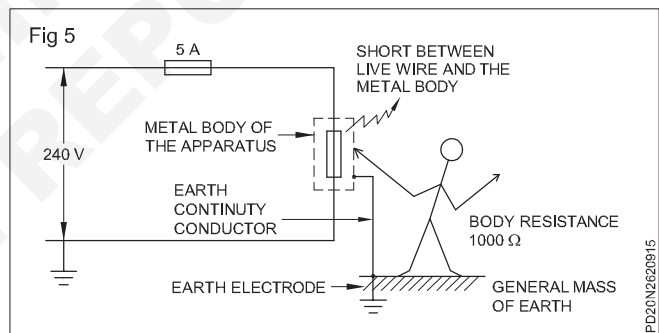 Fig 5
5 A
SHORT BETWEEN
LIVE WIRE AND THE
METAL BODY
METAL BODY OF
THE APPARATUS
240 V
EARTH
CONTINUTY
CONDUCTOR
BODY RESISTANCE
1000 Ω
EARTH ELECTRODE
GENERAL MASS
OF EARTH
PD20N2620915